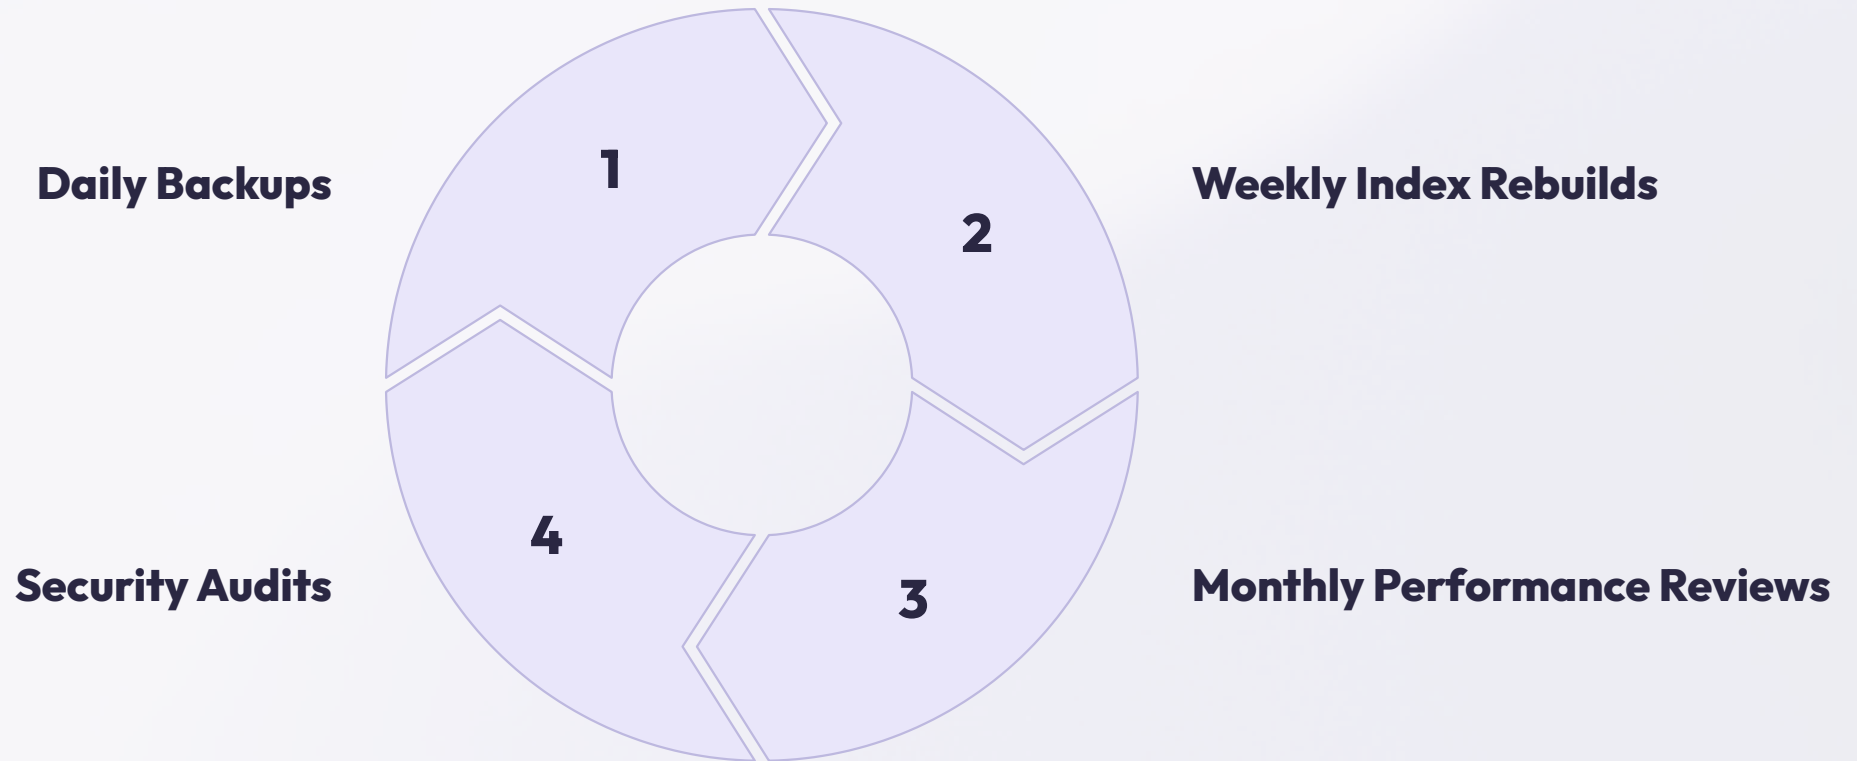 Daily Backups
1
2
Weekly Index Rebuilds
Security Audits
4
3
Monthly Performance Reviews